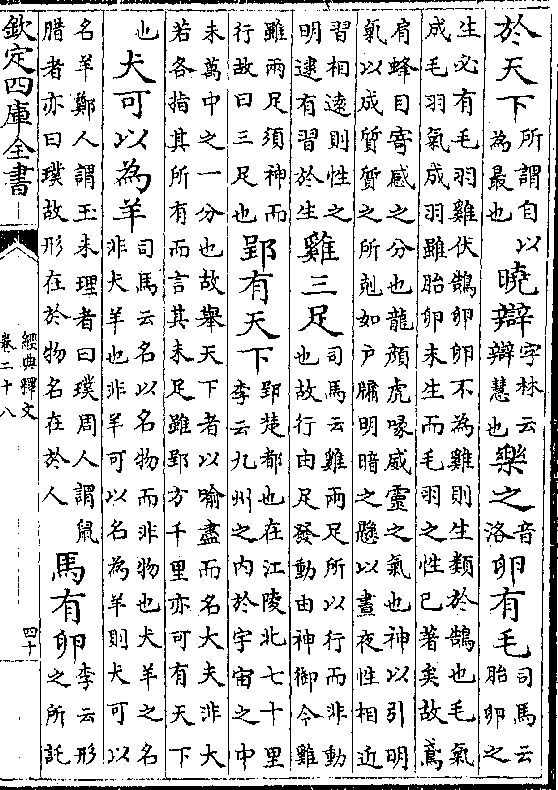 於天下所謂自以為最也曉辯字林云辯慧也樂之音洛卵有毛司馬云胎卵之
生必有毛羽雞伏鵠卵卵不為雞則生類於鵠也毛氣
成毛羽氣成羽雖胎卵未生而毛羽之性已著矣故鳶
肩蜂目寄感之分也龍顏虎喙威靈之氣也神以引明
氣以成質質之所剋如戶牖明暗之懸以晝夜性相近
習相遠則性之明逮有習於生雞三足司馬云雞兩足所以行而非動也故行由足發動由神御今雞
雖兩足須神而行故曰三足也郢有天下郢楚都也在江陵北七十里李云九州之內於宇宙之中
未萬中之一分也故舉天下者以喻盡而名大夫非大
若各指其所有而言其未足雖郢方千里亦可有天下
也犬可以為羊司馬云名以名物而非物也犬羊之名非犬羊也非羊可以名為羊則犬可以
名羊鄭人謂玉未理者曰璞周人謂鼠腊者亦曰璞故形在於物名在於人馬有卵李云形之所託
欽定四庫全書
經典釋文
卷二十八
四十